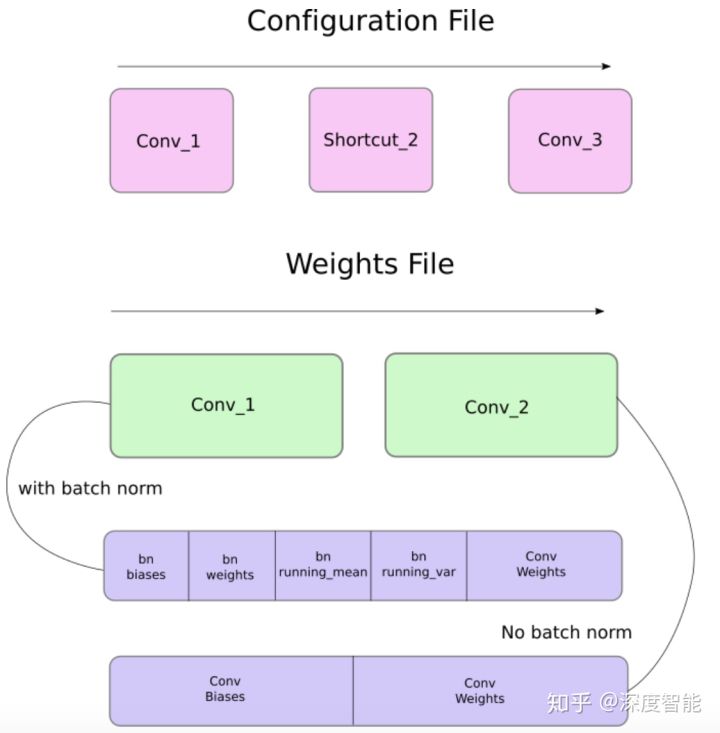 Configuration File
Conv_1
Shortcut_2
Conv_3
Weights File
Conv_1
Conv_2
with batch norm
bn
biases
bn
weights
bn
running_mean
bn
running_var
Conv
Weights
No batch norm
Conv
Biases
Conv
Weights
知乎 @深度智能